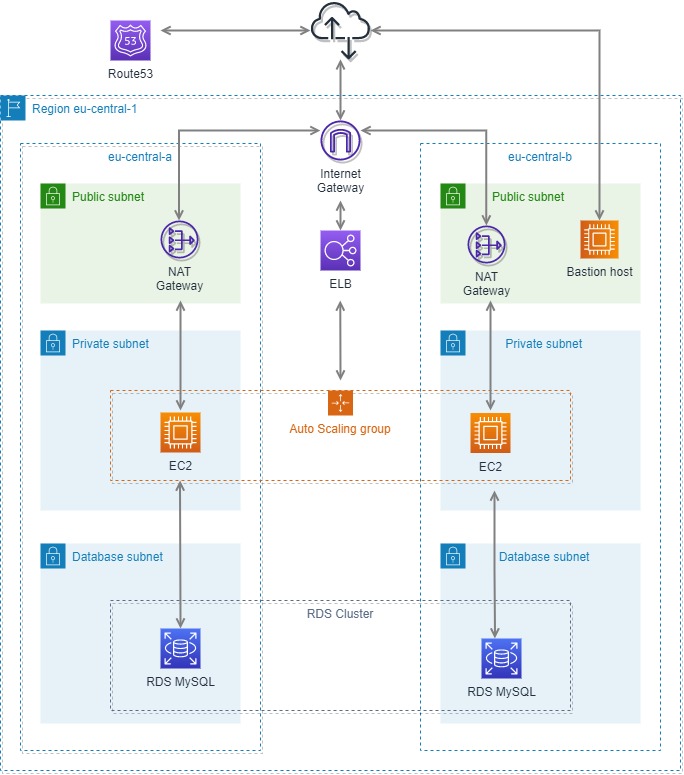 53
Route53
Region eu-central-1
eu-central-a
eu-central-b
Internet
Gateway
Public subnet
Public subnet
NAT
Gateway
ELB
NAT
Gateway
Bastion host
Private subnet
Private subnet
Auto Scaling group
EC2
EC2
Database subnet
Database subnet
RDS Cluster
RDS MySQL
RDS MySQL